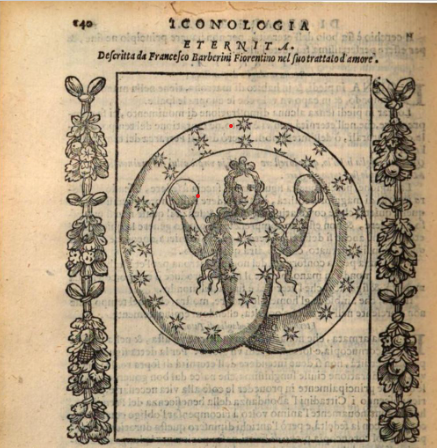 140 ICONOLOGIA
ETERNITA.
Descritta da Francesco Barberini Fiorentino nel suo trattato d'amore.